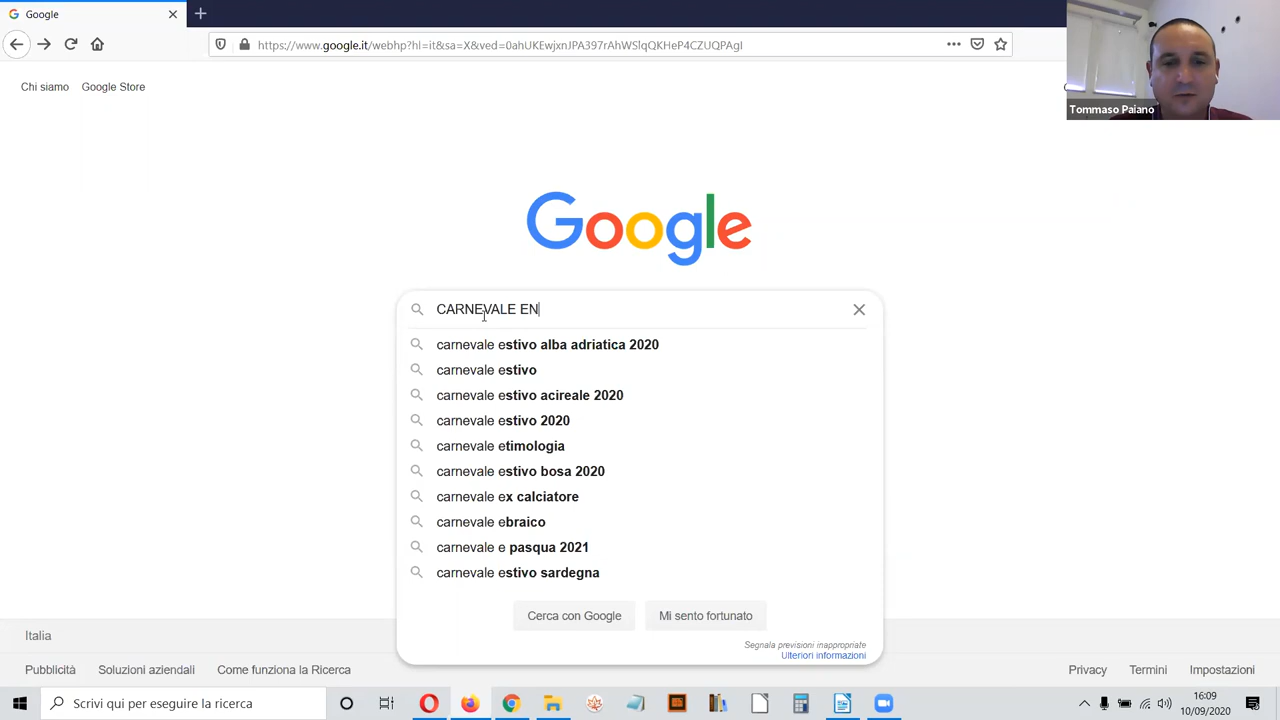 Google
https://www.google.it/webhp?hl=it&sa=X&ved=0ahUKEwjxnJPA397rAhWSlqQKHeP4CZUQPAgI
Chi siamo
Google Store
Tommaso Paiano
Google
CARNEVALE EN
carnevale estivo alba adriatica 2020
carnevale estivo
carnevale estivo acireale 2020
carnevale estivo 2020
carnevale etimologia
carnevale estivo bosa 2020
carnevale ex calciatore
carnevale ebraico
carnevale e pasqua 2021
carnevale estivo sardegna
Cerca con Google
Mi sento fortunato
Segnala previsioni inappropriate
Ulteriori informazioni
Italia
Pubblicità
Soluzioni aziendali
Come funziona la Ricerca
Privacy
Termini
Impostazioni
Scrivi qui per eseguire la ricerca
16:09
10/09/2020